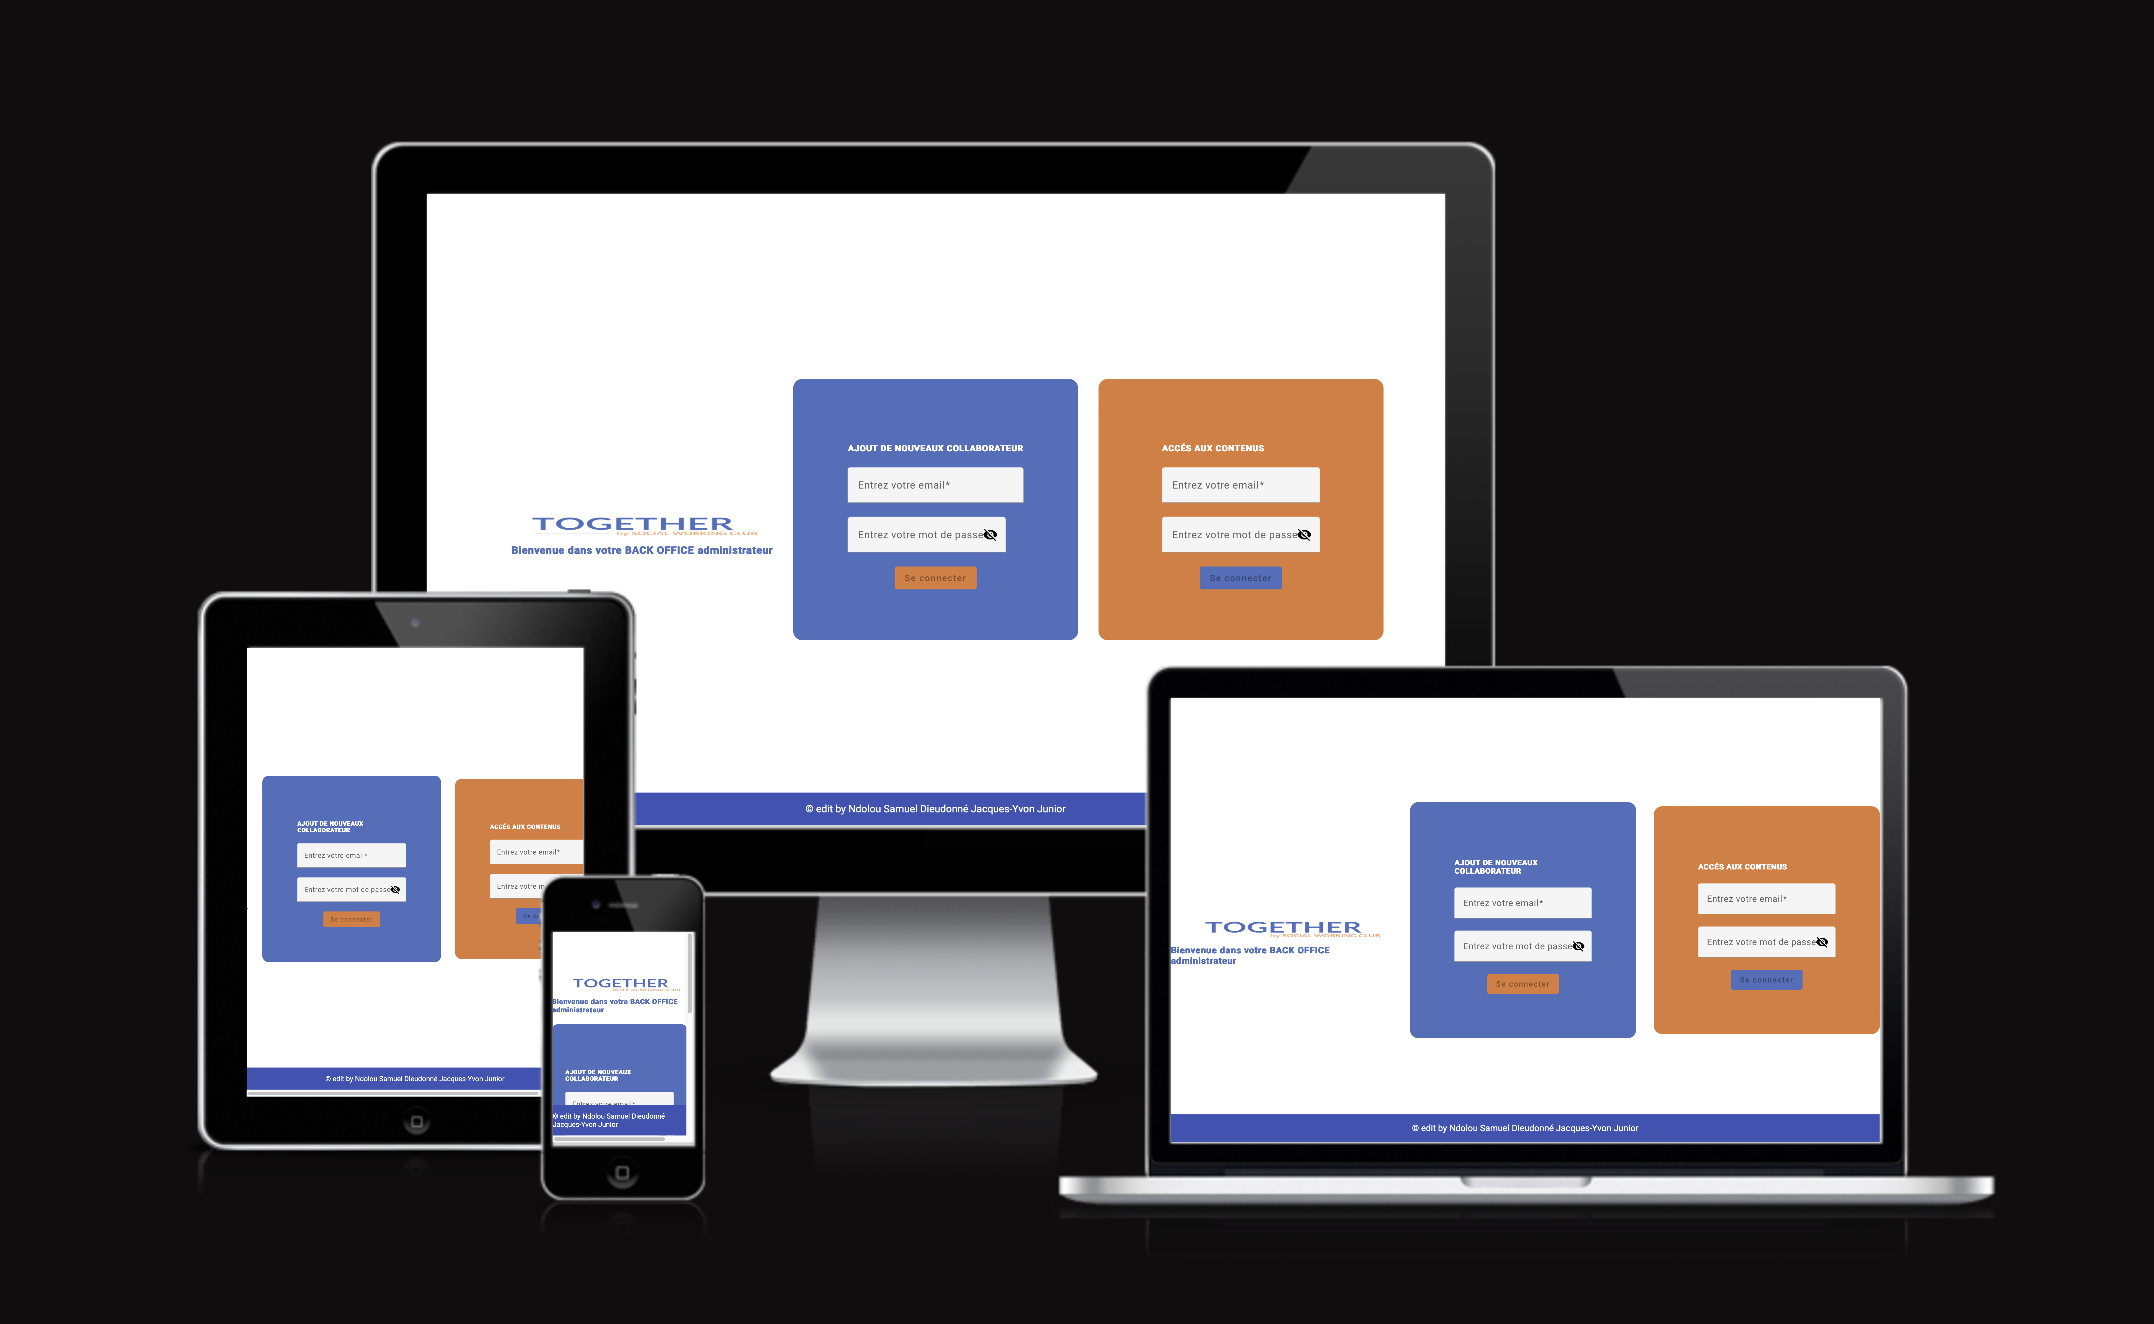 TOGETHER
by SOCIAL WORKING CLUB
Bienvenue dans votre BACK OFFICE administrateur
AJOUT DE NOUVEAUX COLLABORATEUR
Entrez votre email*
Entrez votre mot de passe
Se connecter
ACCÉS AUX CONTENUS
Entrez votre email*
Entrez votre mot de passe
Se connecter
© edit by Ndolou Samuel Dieudonné Jacques-Yvon Junior
AJOUT DE NOUVEAUX
COLLABORATEUR
Entrez votre email*
Entrez votre mot de passe
Se connecter
ACCÉS AUX CONTENUS
Entrez votre email*
Entrez votre m
Se
© edit by Ndolou Samuel Dieudonné Jacques-Yvon Junior
TOGETHER
by SOCIAL WORKING CLUB
Bienvenue dans votre BACK OFFICE
administrateur
AJOUT DE NOUVEAUX
COLLABORATEUR
Entrez votre email*
© edit by Ndolou Samuel Dieudonné
Jacques-Yvon Junior
TOGETHER
by SOCIAL WORKING CLUB
Bienvenue dans votre BACK OFFICE
administrateur
AJOUT DE NOUVEAUX
COLLABORATEUR
Entrez votre email*
Entrez votre mot de passe
Se connecter
ACCÉS AUX CONTENUS
Entrez votre email*
Entrez votre mot de passe
Se connecter
© edit by Ndolou Samuel Dieudonné Jacques-Yvon Junior